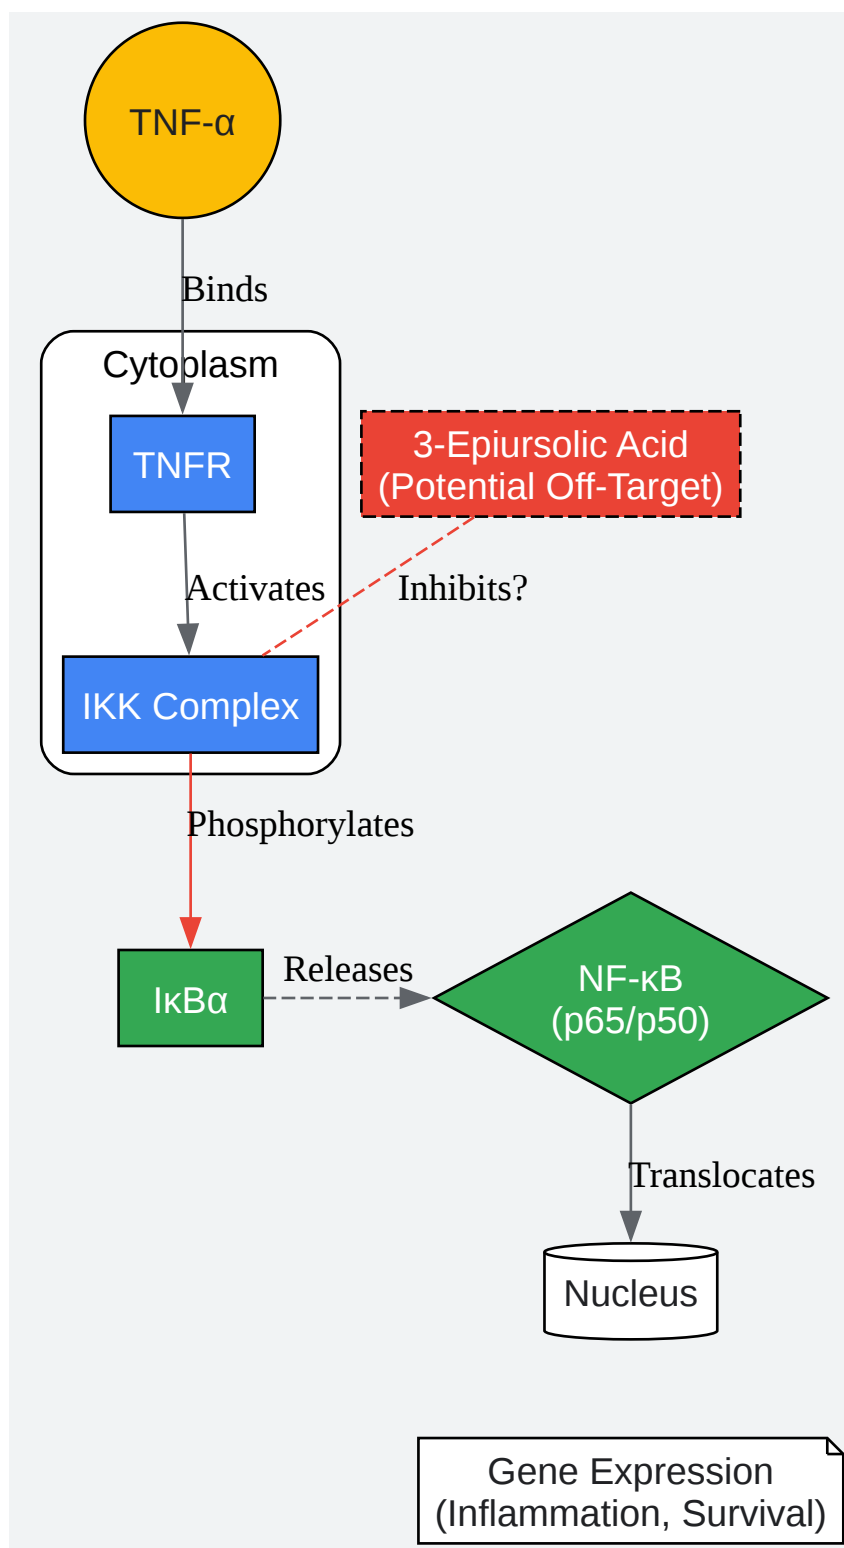 TNF-α
Binds
Cytoplasm
TNFR
3-Epiursolic Acid
(Potential Off-Target)
Activates
Inhibits?
IKK Complex
Phosphorylates
IκBα
Releases
NF-κB
(p65/p50)
Translocates
Nucleus
Gene Expression
(Inflammation, Survival)